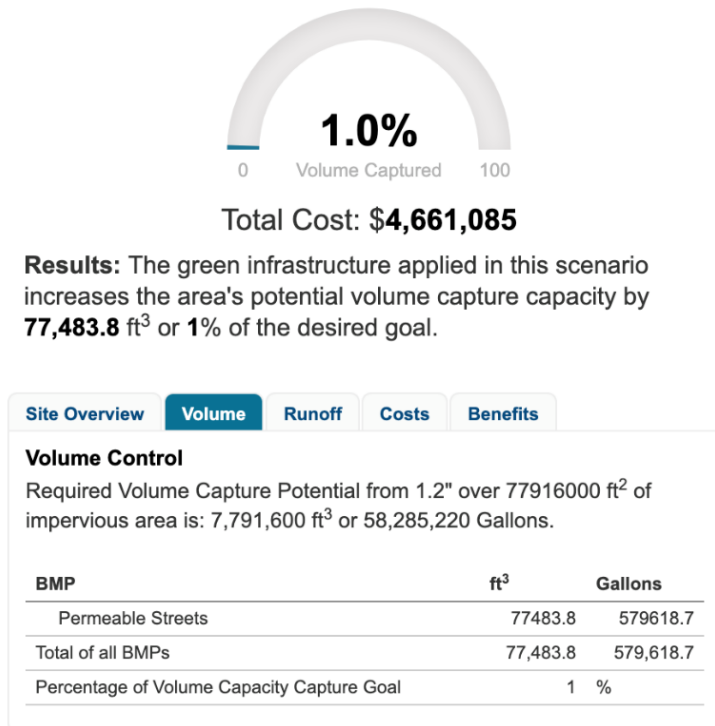 1.0%
0 Volume Captured 100
Total Cost: $4,661,085
Results: The green infrastructure applied in this scenario
increases the area's potential volume capture capacity by
77,483.8 ft³ or 1% of the desired goal.
Site Overview Volume Runoff Costs Benefits
Volume Control
Required Volume Capture Potential from 1.2" over 77916000 ft² of
impervious area is: 7,791,600 ft³ or 58,285,220 Gallons.
BMP ft³ Gallons
Permeable Streets 77483.8 579618.7
Total of all BMPs 77,483.8 579,618.7
Percentage of Volume Capacity Capture Goal 1 %